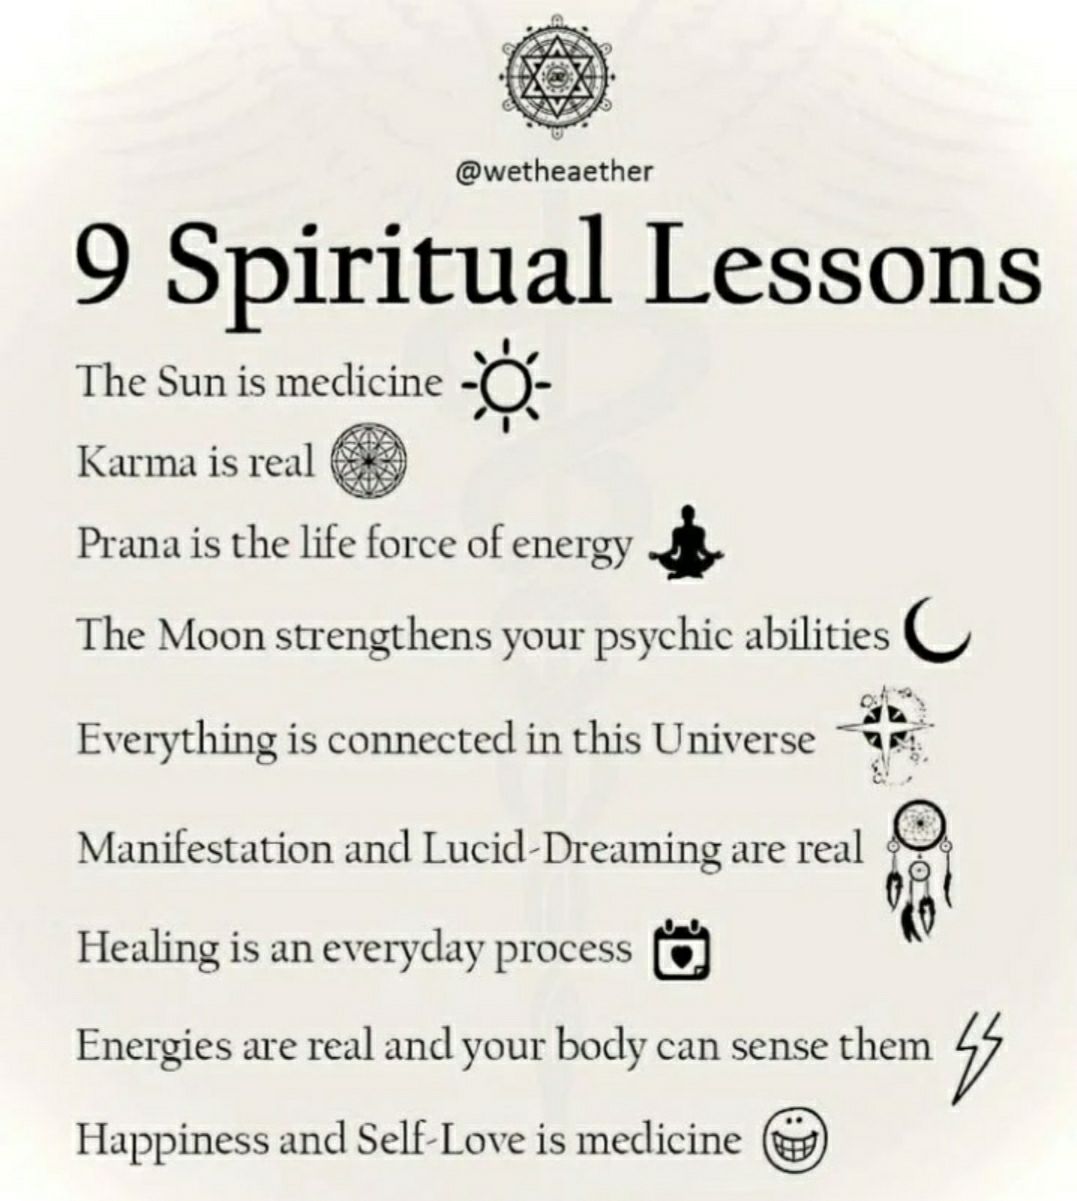 @wetheaether
9 Spiritual Lessons
The Sun is medicine
Karma is real
Prana is the life force of energy
The Moon strengthens your psychic abilities
Everything is connected in this Universe
Manifestation and Lucid-Dreaming are real
Healing is an everyday process
Energies are real and your body can sense them
Happiness and Self-Love is medicine